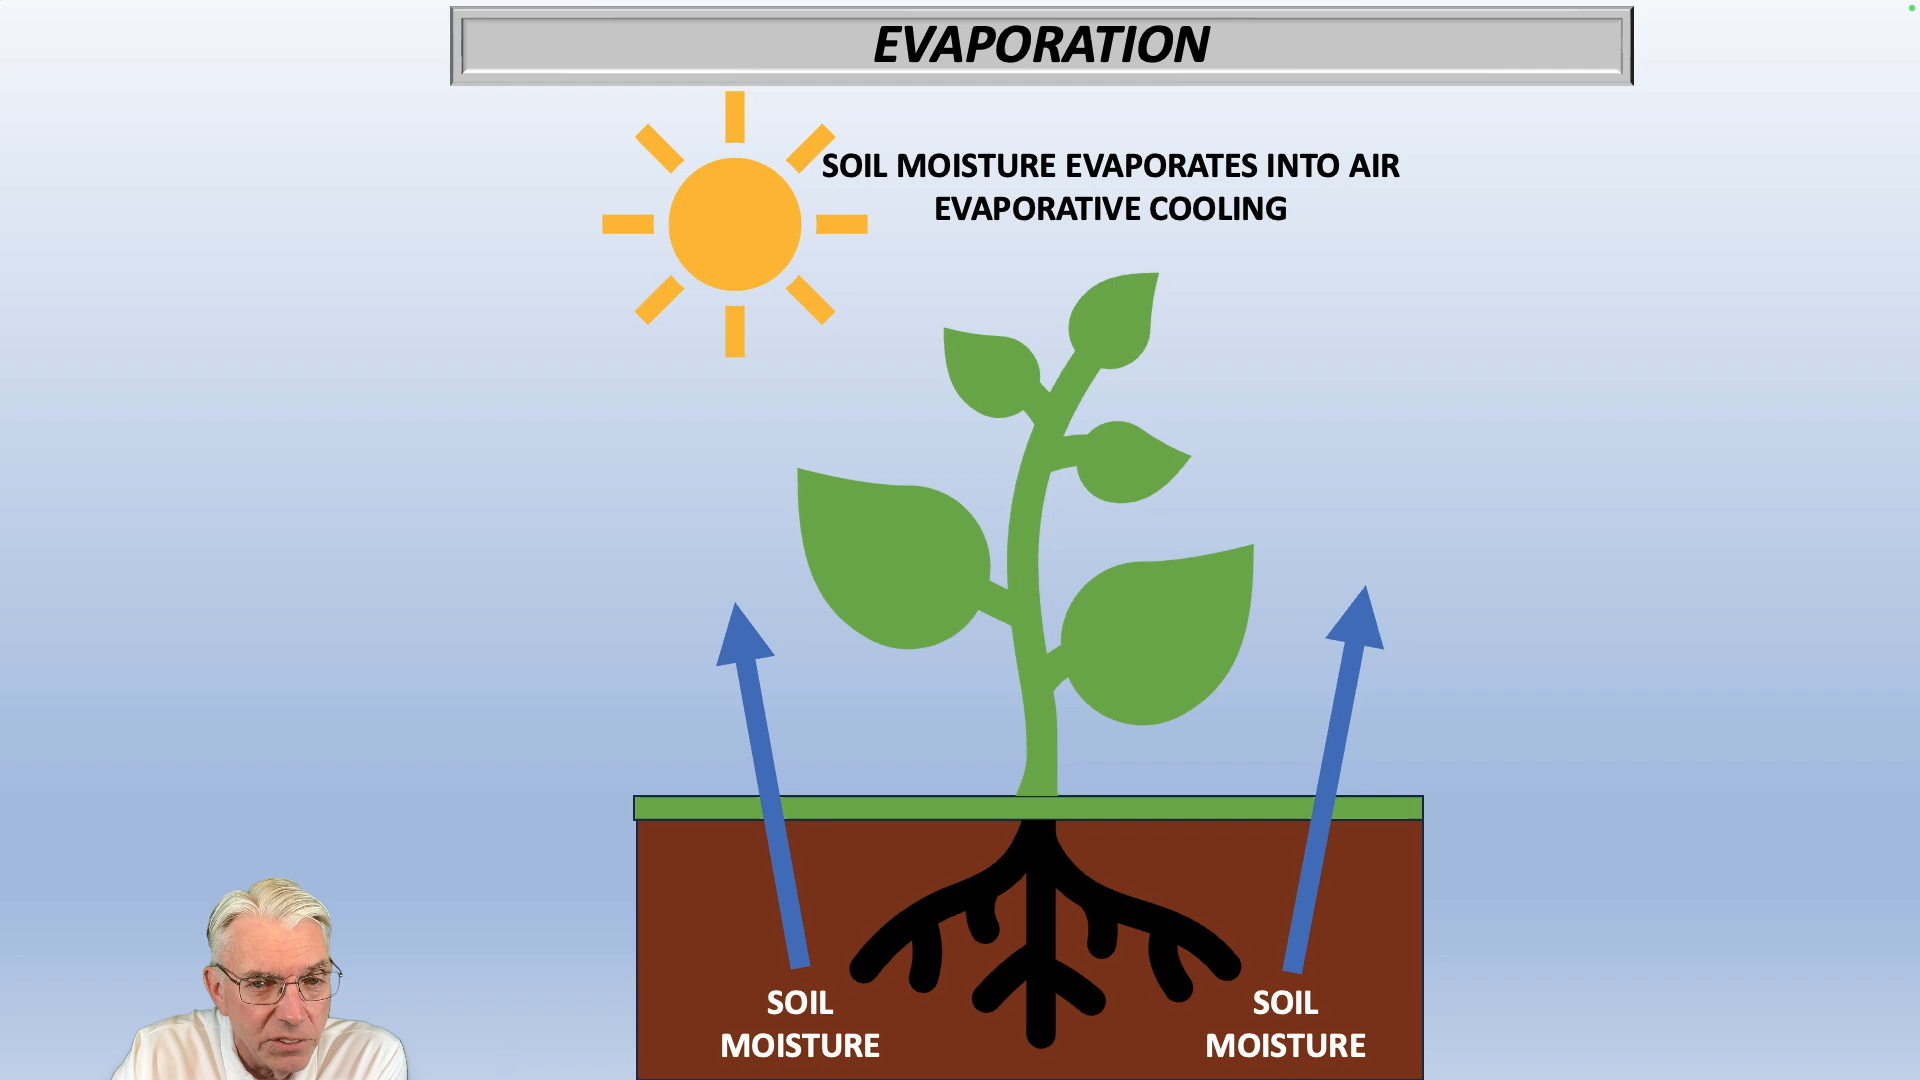 EVAPORATION
SOIL MOISTURE EVAPORATES INTO AIR
EVAPORATIVE COOLING
SOIL
MOISTURE
SOIL
MOISTURE